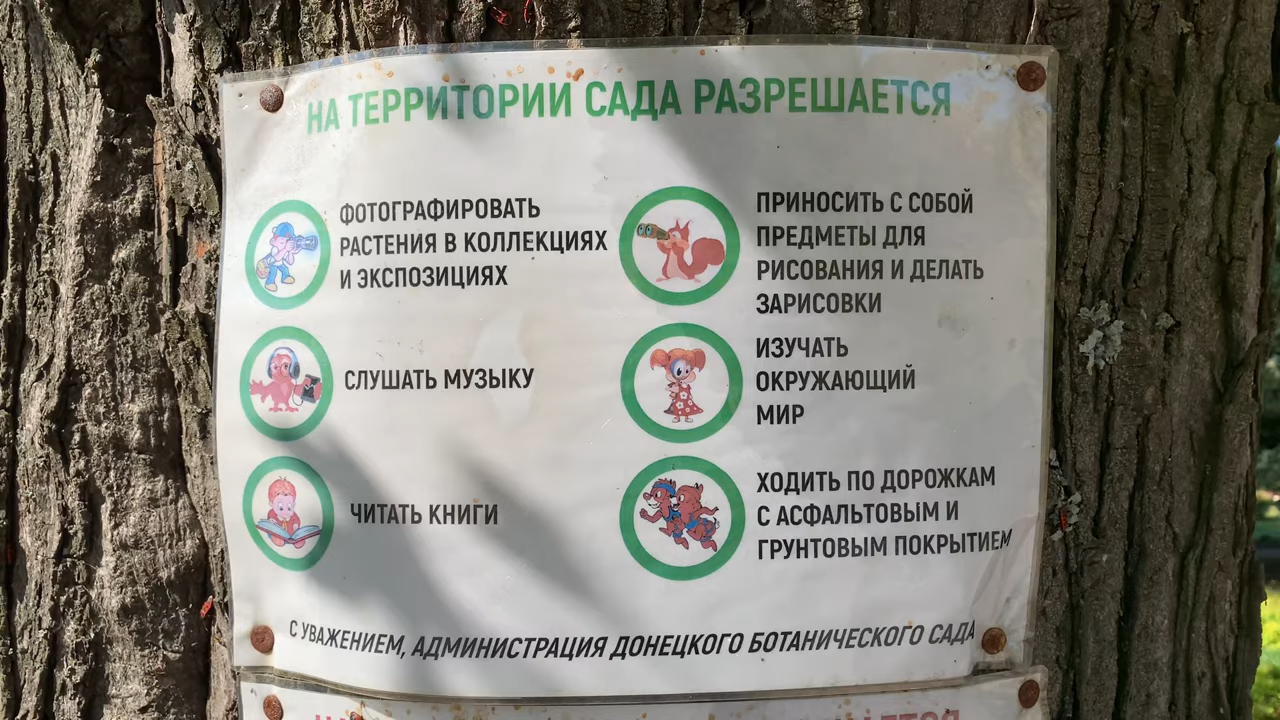 НА ТЕРРИТОРИИ САДА РАЗРЕШАЕТСЯ
ФОТОГРАФИРОВАТЬ
РАСТЕНИЯ В КОЛЛЕКЦИЯХ
И ЭКСПОЗИЦИЯХ
СЛУШАТЬ МУЗЫКУ
ЧИТАТЬ КНИГИ
ПРИНОСИТЬ С СОБОЙ
ПРЕДМЕТЫ ДЛЯ
РИСОВАНИЯ И ДЕЛАТЬ
ЗАРИСОВКИ
ИЗУЧАТЬ
ОКРУЖАЮЩИЙ
МИР
ХОДИТЬ ПО ДОРОЖКАМ
С АСФАЛЬТОВЫМ И
ГРУНТОВЫМ ПОКРЫТИЕМ
С УВАЖЕНИЕМ, АДМИНИСТРАЦИЯ ДОНЕЦКОГО БОТАНИЧЕСКОГО САДА